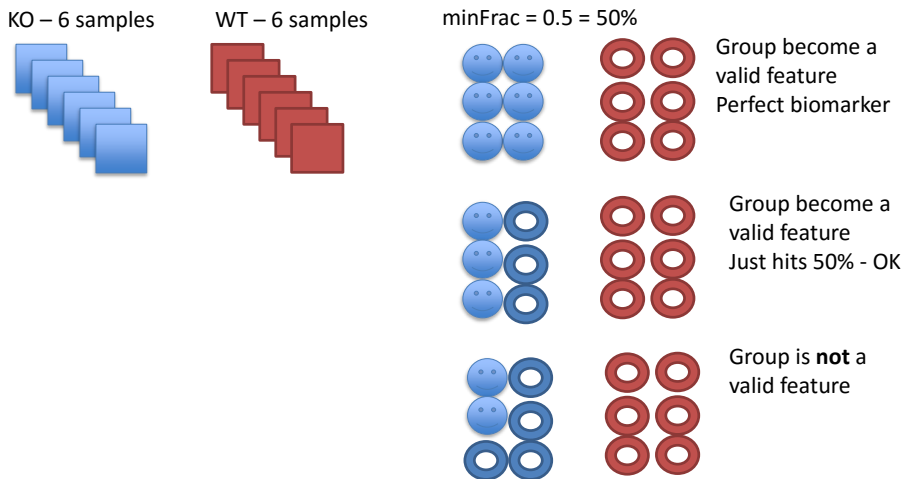 KO – 6 samples
WT – 6 samples
minFrac = 0.5 = 50%
Group become a
valid feature
Perfect biomarker
Group become a
valid feature
Just hits 50% - OK
Group is not a
valid feature